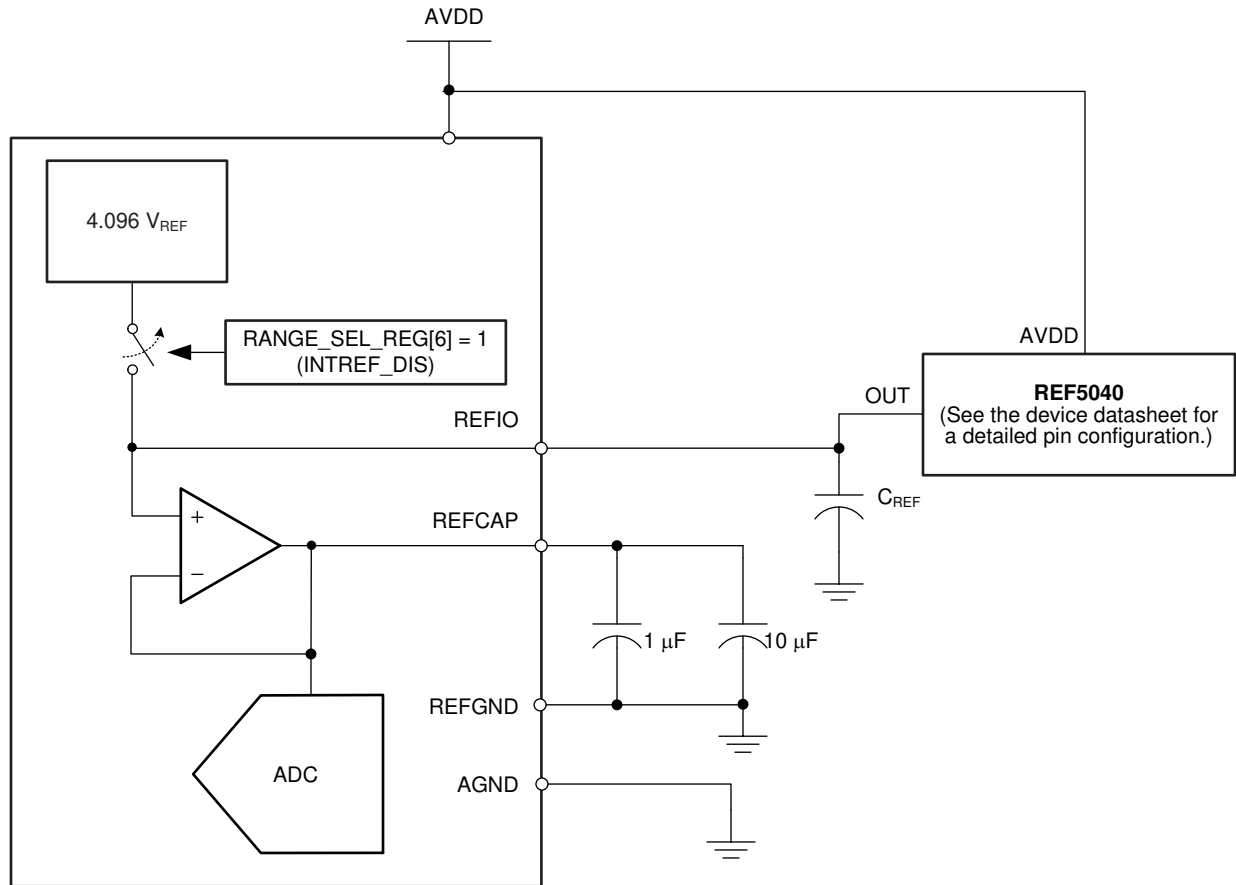 AVDD
4.096 VREF
RANGE_SEL_REG[6] = 1
(INTREF_DIS)
AVDD
OUT
REF5040
(See the device datasheet for
a detailed pin configuration.)
REFIO
CREF
+
REFCAP
−
1 μF
10 μF
REFGND
ADC
AGND